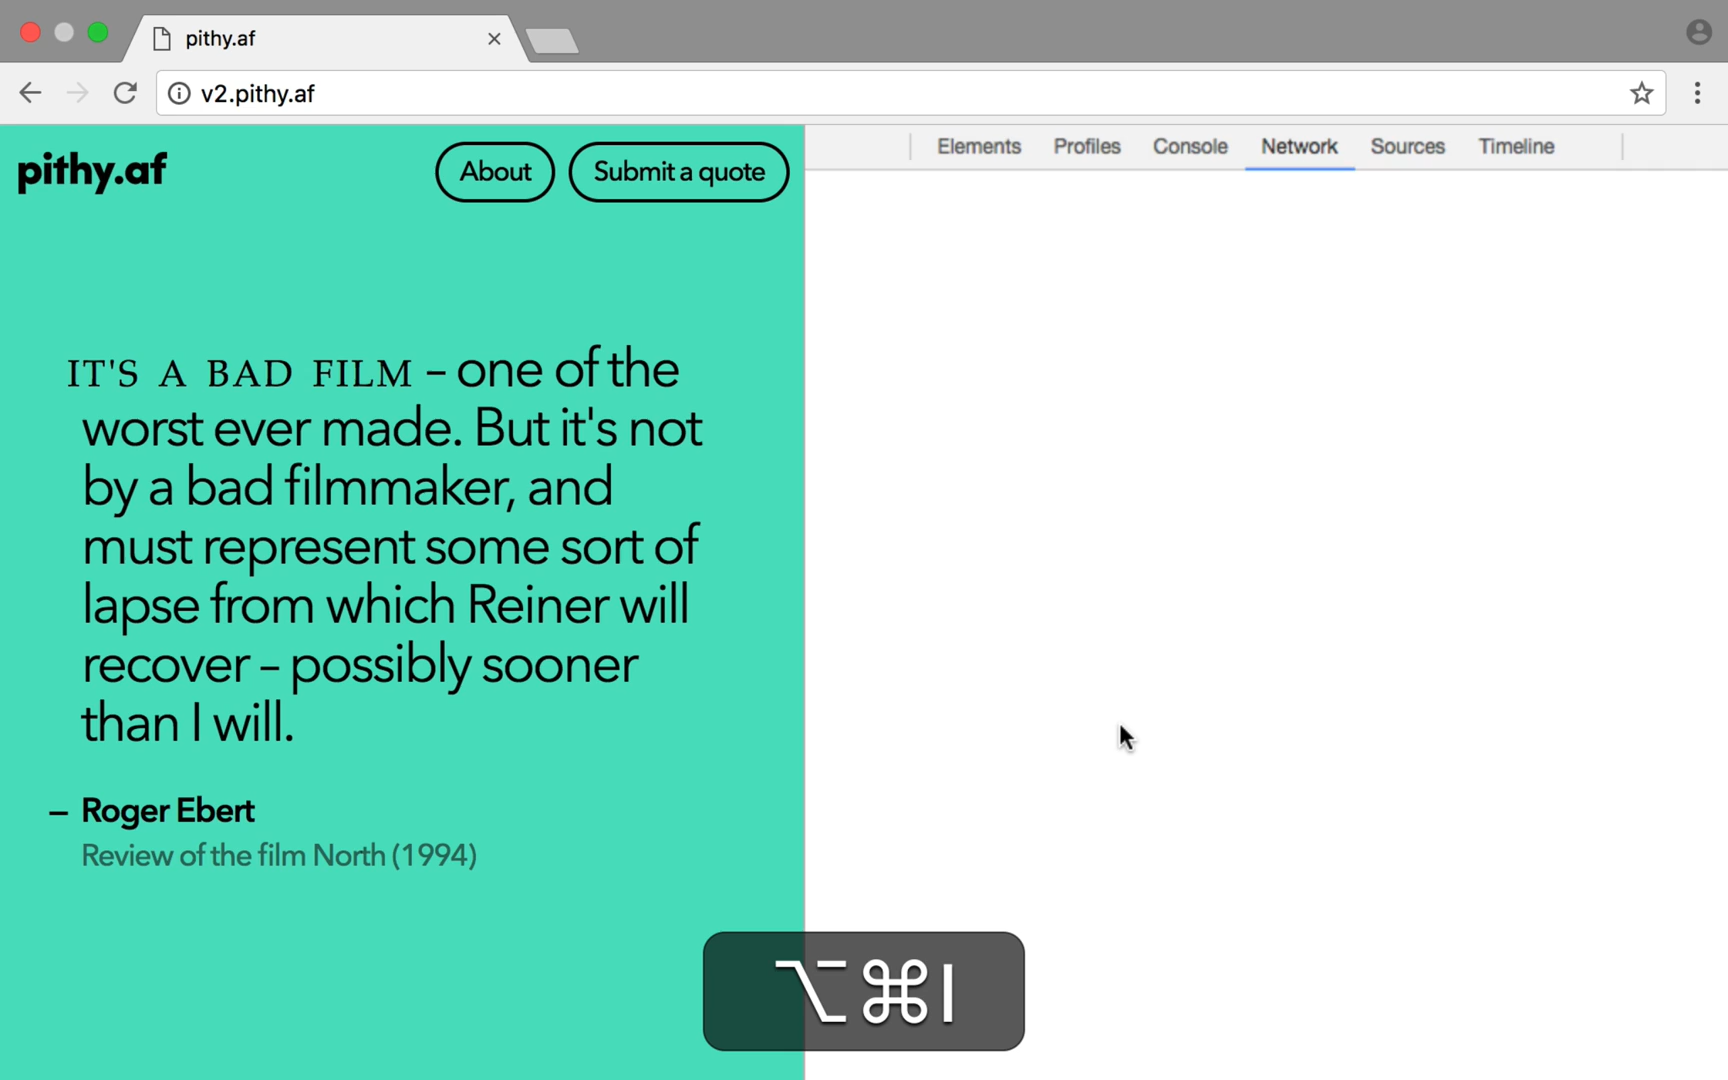 pithy.af
v2.pithy.af
pithy.af
About
Submit a quote
Elements Profiles Console Network Sources Timeline
IT'S A BAD FILM – one of the
worst ever made. But it's not
by a bad filmmaker, and
must represent some sort of
lapse from which Reiner will
recover – possibly sooner
than I will.
– Roger Ebert
Review of the film North (1994)
⌥⌘I